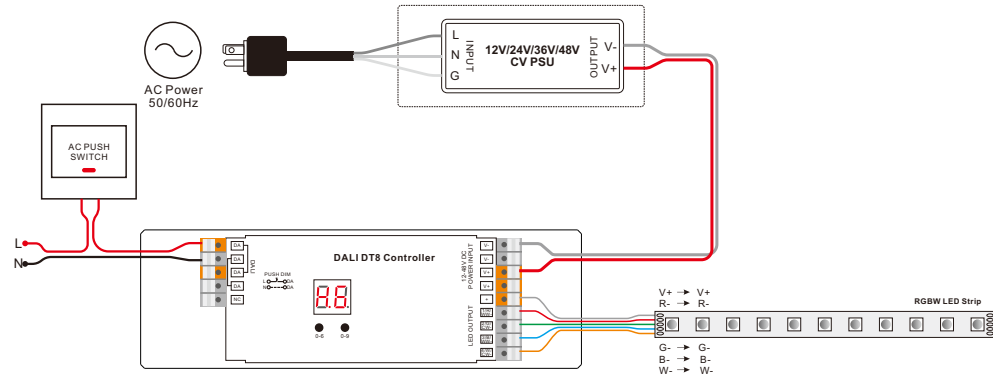 AC Power
50/60Hz
L
N
G
INPUT
12V/24V/36V/48V
CV PSU
OUTPUT
V-
V+
AC PUSH
SWITCH
L
N
DA
DA
DA
DA
NC
DALI
PUSH DIM
L DA
N DA
DALI DT8 Controller
88
0-6
0-9
12-48V DC
POWER INPUT
V-
V-
V+
V+
+
LED OUTPUT
V+ → V+
R- → R-
RGBW LED Strip
G- → G-
B- → B-
W- → W-